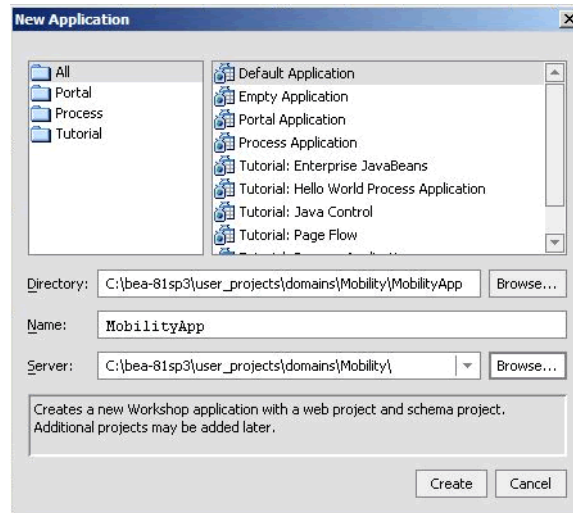 New Application
All
Portal
Process
Tutorial
Default Application
Empty Application
Portal Application
Process Application
Tutorial: Enterprise JavaBeans
Tutorial: Hello World Process Application
Tutorial: Java Control
Tutorial: Page Flow
Directory: C:\bea-81sp3\user_projects\domains\Mobility\MobilityApp Browse...
Name: MobilityApp
Server: C:\bea-81sp3\user_projects\domains\Mobility\ Browse...
Creates a new Workshop application with a web project and schema project.
Additional projects may be added later.
Create Cancel